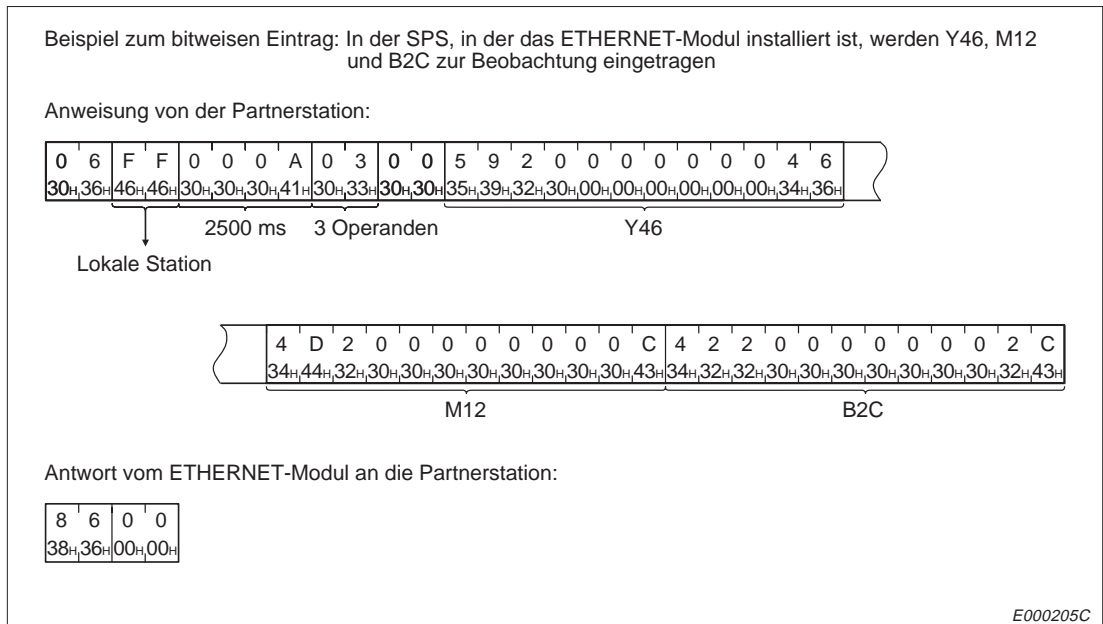 Beispiel zum bitweisen Eintrag: In der SPS, in der das ETHERNET-Modul installiert ist, werden Y46, M12
und B2C zur Beobachtung eingetragen
Anweisung von der Partnerstation:
0 6 F F 0 0 0 A 0 3 0 0 5 9 2 0 0 0 0 0 0 0 4 6
30H 36H 46H 46H 30H 30H 30H 41H 30H 33H 30H 30H 35H 39H 32H 30H 00H 00H 00H 00H 00H 00H 34H 36H
2500 ms 3 Operanden Y46
Lokale Station
4 D 2 0 0 0 0 0 0 0 0 C 4 2 2 0 0 0 0 0 0 0 2 C
34H 44H 32H 30H 30H 30H 30H 30H 30H 30H 30H 43H 34H 32H 32H 30H 30H 30H 30H 30H 30H 30H 32H 43H
M12 B2C
Antwort vom ETHERNET-Modul an die Partnerstation:
8 6 0 0
38H 36H 00H 00H
E000205C